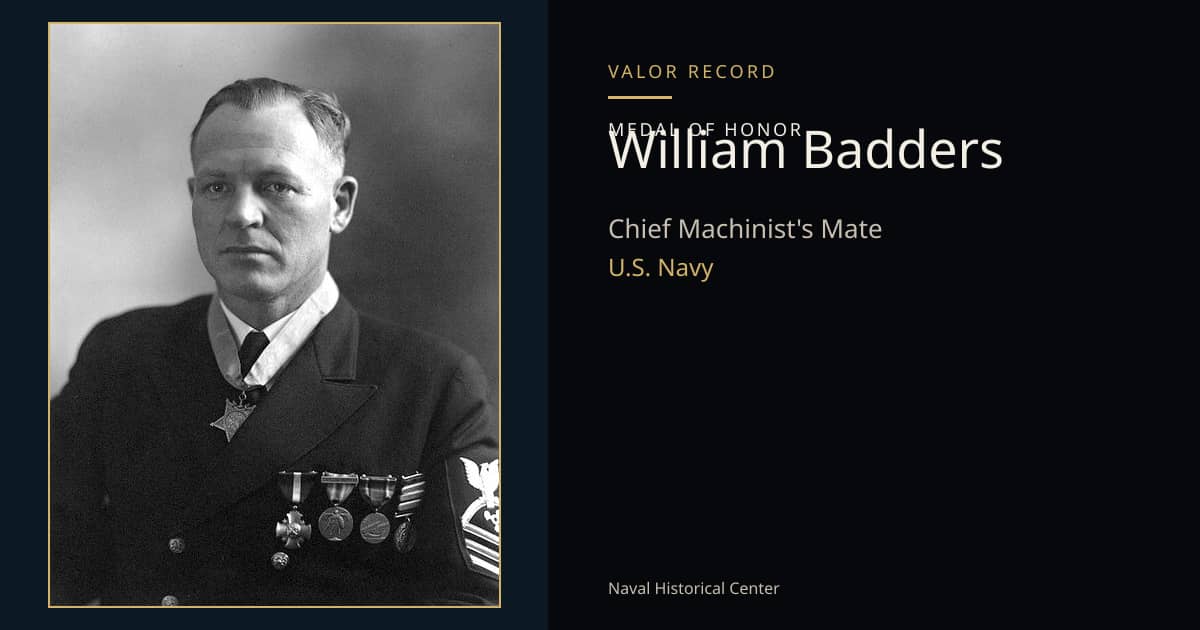 VALOR RECORD
MEDAL OF HONOR
William Badders
Chief Machinist's Mate
U.S. Navy
Naval Historical Center